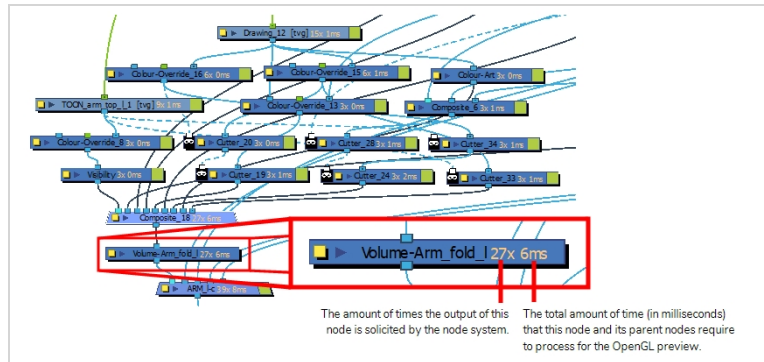 Drawing_12 [tvg] 15x 1ms
Colour-Override_16 6x 0ms
Colour-Override_15 6x 1ms
Colour-Art 3x 0ms
TOON_arm_top_l_1 [tvg] 9x 1ms
Colour-Override_13 3x 0ms
Composite_6 3x 1ms
Colour-Override_8 3x 0ms
Cutter_20 3x 0ms
Cutter_28 3x 1ms
Cutter_34 3x 1ms
Visibility 3x 0ms
Cutter_19 3x 1ms
Cutter_24 3x 2ms
Cutter_33 3x 1ms
Composite_18 27x 6ms
Volume-Arm_fold_l 27x 6ms
Volume-Arm_fold_l 27x 6ms
39x 8ms
The amount of times the output of this
node is solicited by the node system.
The total amount of time (in milliseconds)
that this node and its parent nodes require
to process for the OpenGL preview.